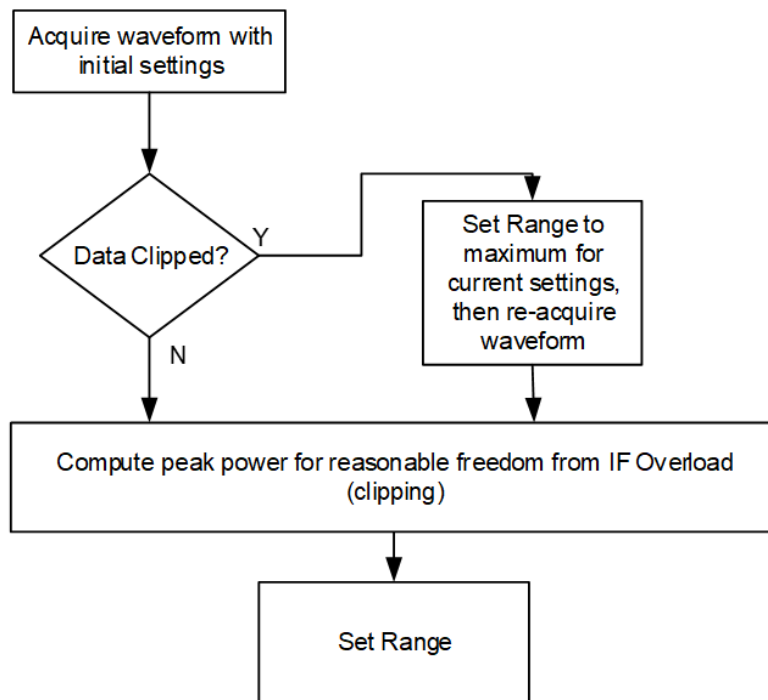 Acquire waveform with
initial settings
Data Clipped?
Y
Set Range to
maximum for
current settings,
then re-acquire
waveform
N
Compute peak power for reasonable freedom from IF Overload
(clipping)
Set Range